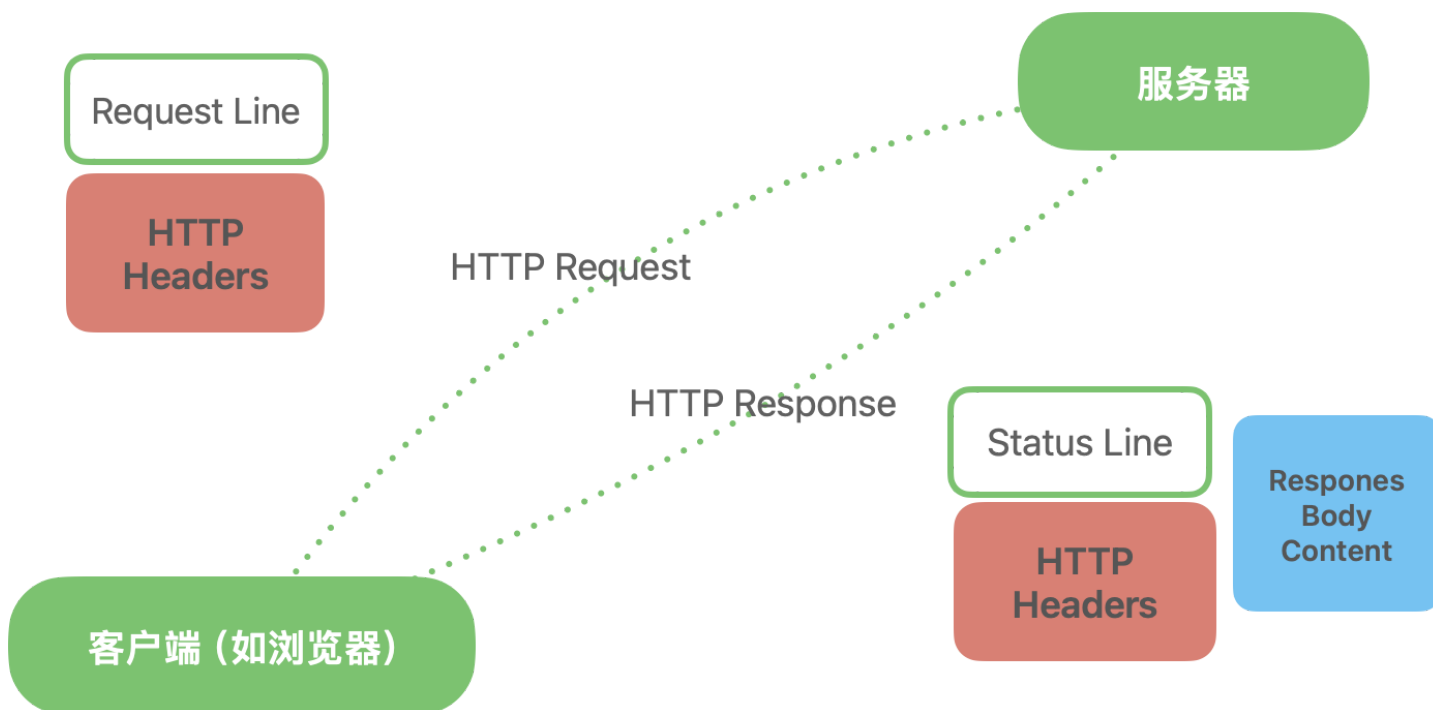 服务器
Request Line
HTTP
Headers
HTTP Request
HTTP Response
Status Line
Respones
Body
Content
HTTP
Headers
客户端（如浏览器）